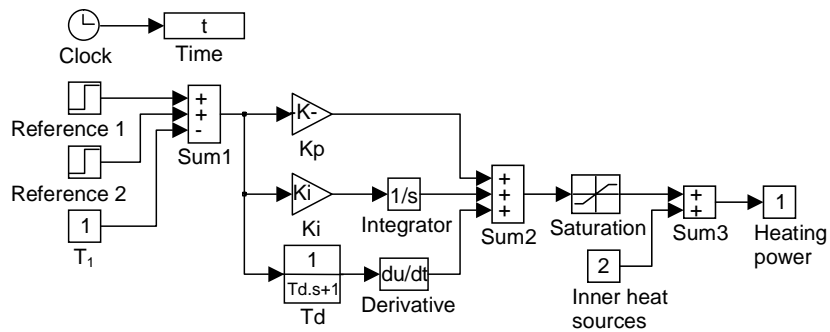 t
Clock
Time
+
+
-
Reference 1
Sum1
-K-
Kp
Reference 2
1
T₁
Ki
Ki
1/s
Integrator
+
+
+
Sum2
Saturation
+
+
Sum3
1
Heating
power
1
Td.s+1
Td
du/dt
Derivative
2
Inner heat
sources